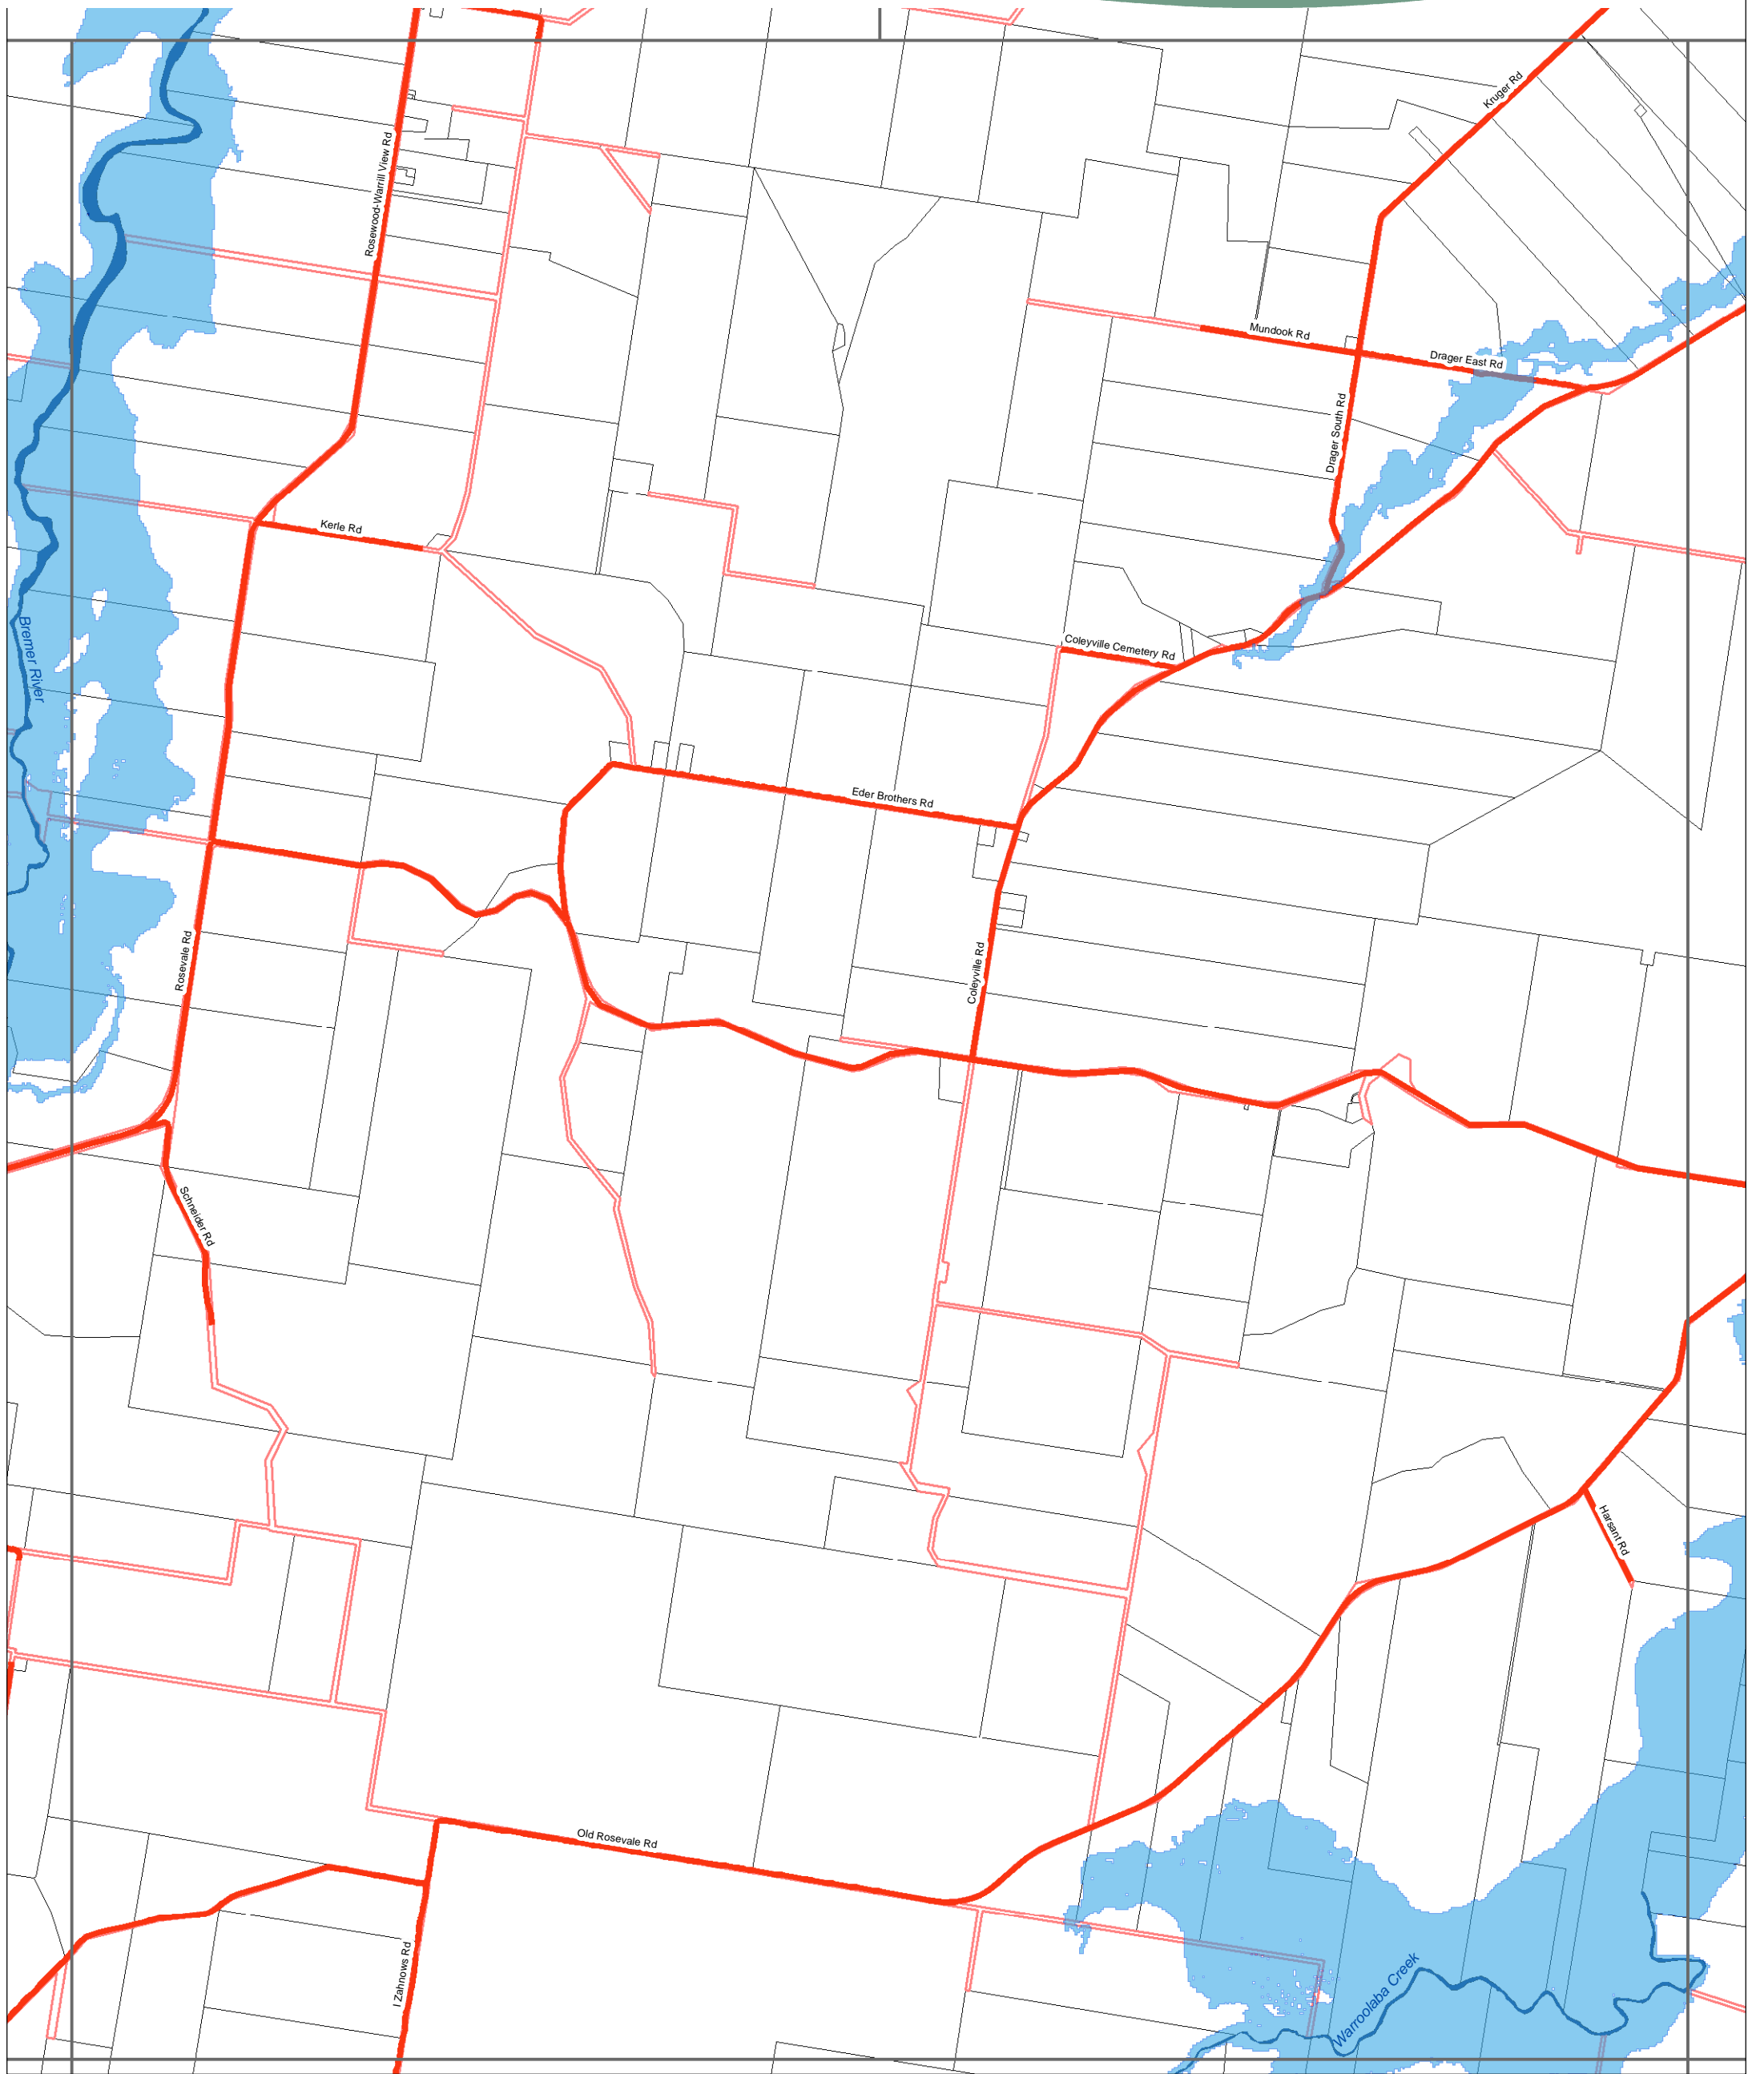 Kruger Rd
Rosewood-Warrill View Rd
Mundook Rd
Drager East Rd
Drager South Rd
Kerle Rd
Bremer River
Coleyville Cemetery Rd
Eder Brothers Rd
Rosevale Rd
Coleyville Rd
Schneider Rd
Harsant Rd
Old Rosevale Rd
I Zahnows Rd
Warroolaba Creek